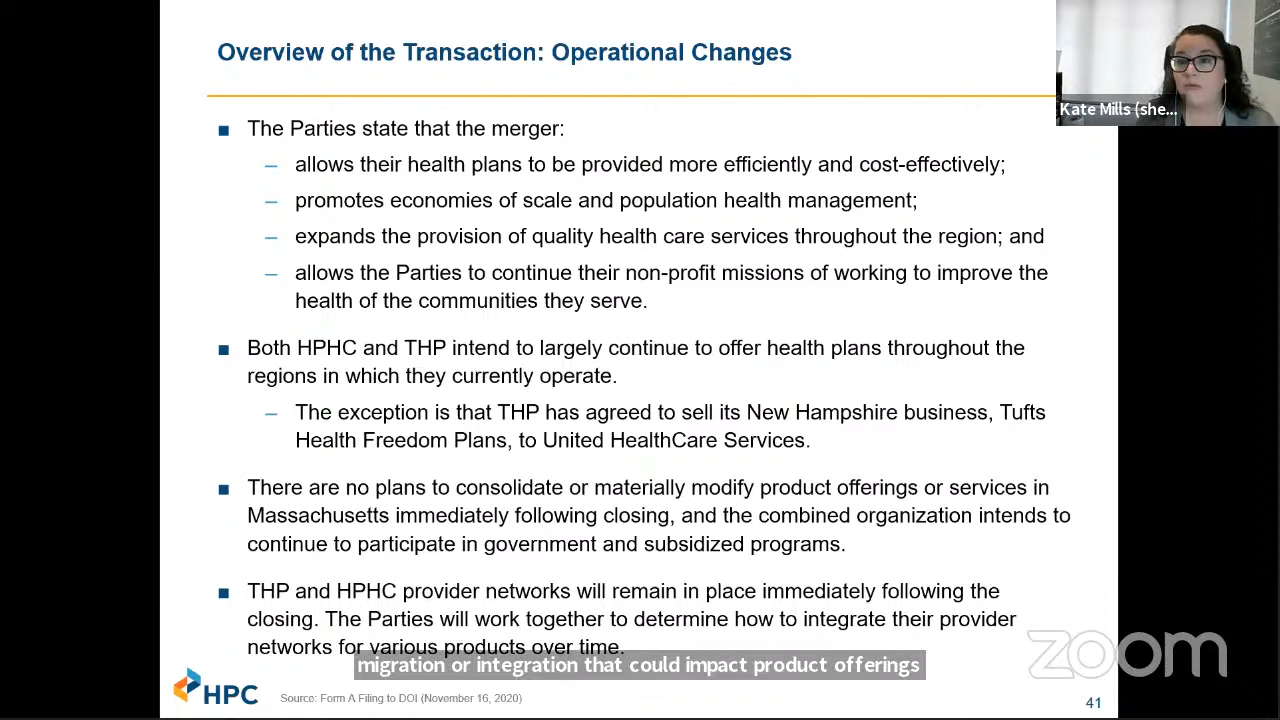 Overview of the Transaction: Operational Changes
Kate Mills (she...
The Parties state that the merger:
– allows their health plans to be provided more efficiently and cost-effectively;
– promotes economies of scale and population health management;
– expands the provision of quality health care services throughout the region; and
– allows the Parties to continue their non-profit missions of working to improve the
health of the communities they serve.
Both HPHC and THP intend to largely continue to offer health plans throughout the
regions in which they currently operate.
– The exception is that THP has agreed to sell its New Hampshire business, Tufts
Health Freedom Plans, to United HealthCare Services.
There are no plans to consolidate or materially modify product offerings or services in
Massachusetts immediately following closing, and the combined organization intends to
continue to participate in government and subsidized programs.
THP and HPHC provider networks will remain in place immediately following the
closing. The Parties will work together to determine how to integrate their provider
networks for various products over time.
migration or integration that could impact product offerings
zoom
HPC
Source: Form A Filing to DOI (November 16, 2020)
41